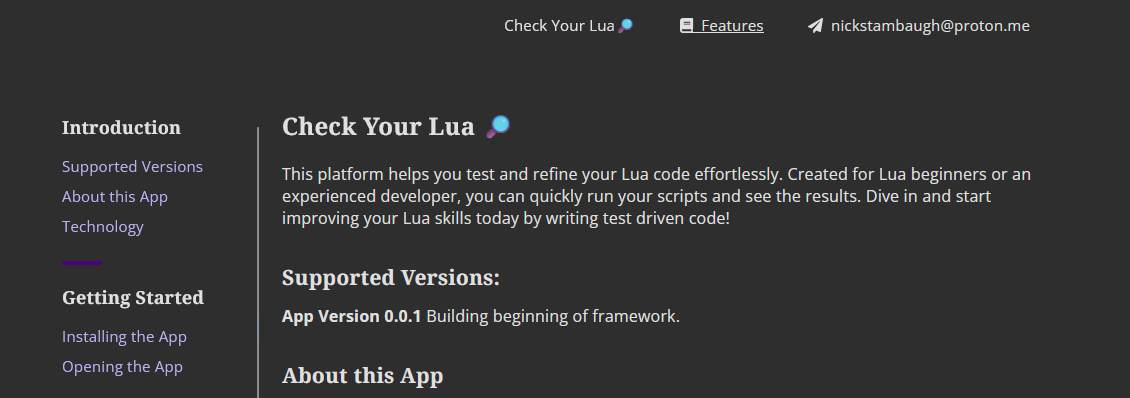 Check Your Lua
Features
nickstambaugh@proton.me
Introduction
Supported Versions
About this App
Technology
Getting Started
Installing the App
Opening the App
Check Your Lua
This platform helps you test and refine your Lua code effortlessly. Created for Lua beginners or an
experienced developer, you can quickly run your scripts and see the results. Dive in and start
improving your Lua skills today by writing test driven code!
Supported Versions:
App Version 0.0.1 Building beginning of framework.
About this App